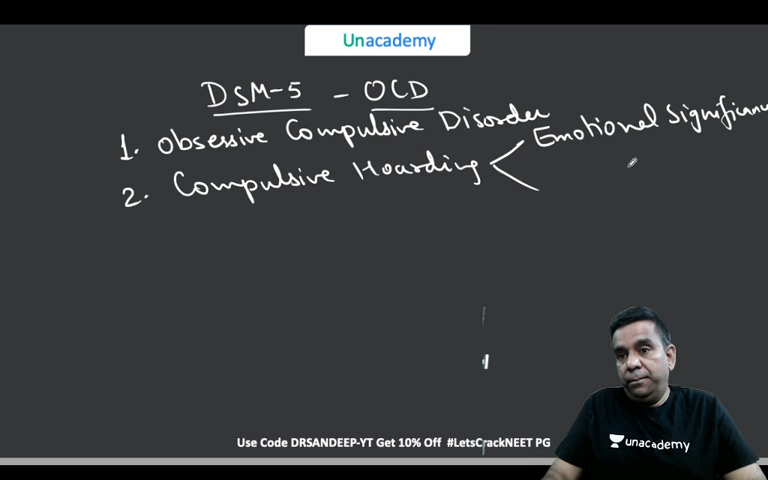 Unacademy
DSM-5 - OCD
1. Obsessive Compulsive Disorder
2. Compulsive Hoarding < Emotional Significance
unacademy
Use Code DRSANDEEP-YT Get 10% Off #LetsCrackNEET PG